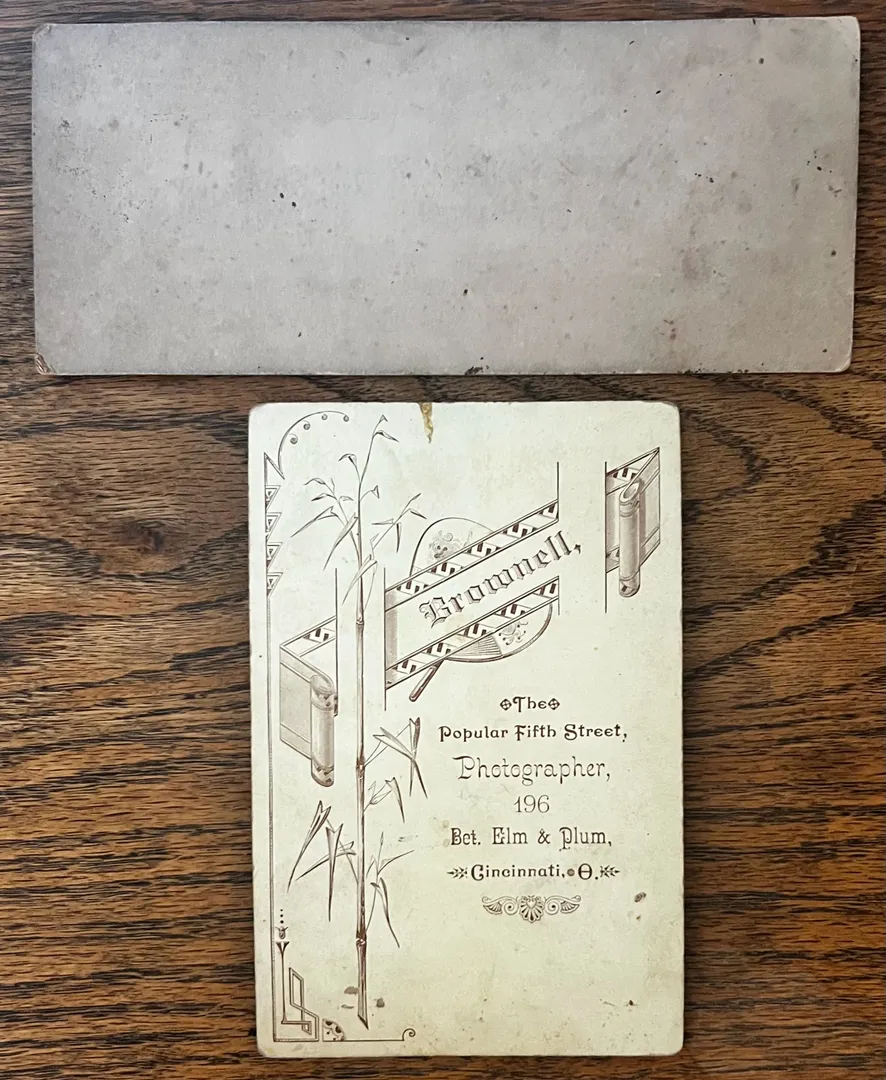 Brownell,
The
Popular Fifth Street,
Photographer,
196
Bet. Elm & Plum,
Cincinnati, O.